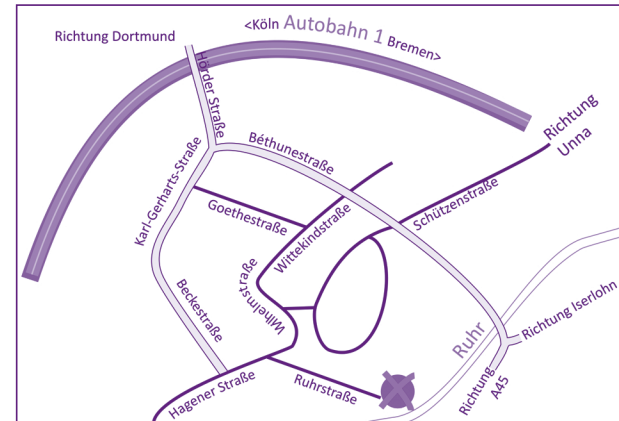 Richtung Dortmund
<Köln Autobahn 1 Bremen>
Hörder Straße
Richtung
Unna
Béthunestraße
Karl-Gerharts-Straße
Goethestraße
Wittekindstraße
Schützenstraße
Wilhelmstraße
Beckestraße
Ruhr
Richtung Iserlohn
Hagener Straße
Ruhrstraße
Richtung
A45